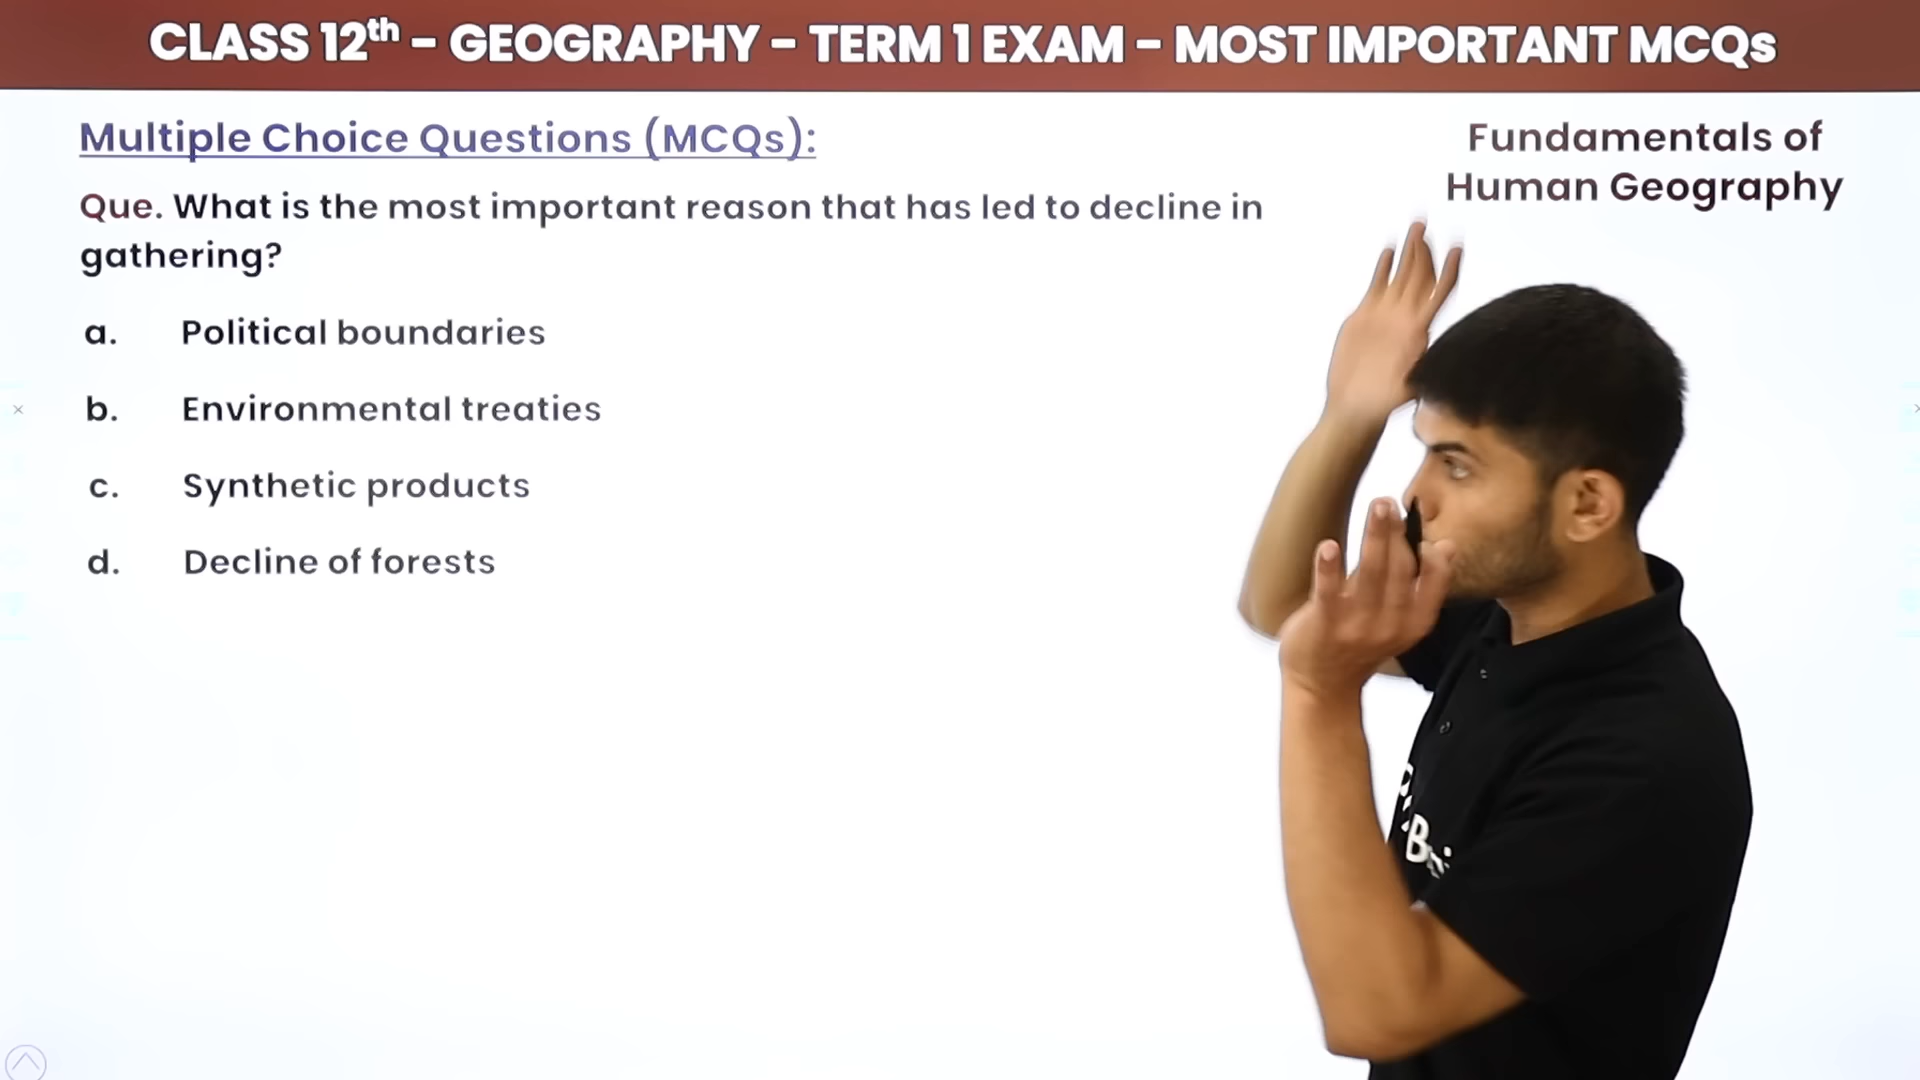 CLASS 12th - GEOGRAPHY - TERM 1 EXAM - MOST IMPORTANT MCQs
Multiple Choice Questions (MCQs):
Fundamentals of
Human Geography
Que. What is the most important reason that has led to decline in
gathering?
a. Political boundaries
b. Environmental treaties
c. Synthetic products
d. Decline of forests